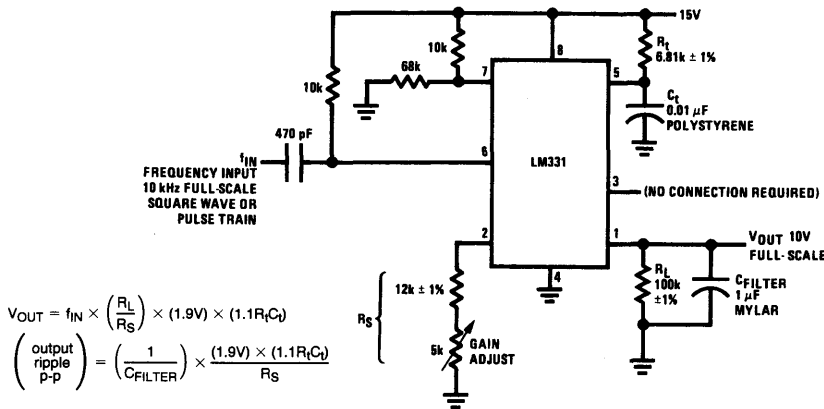 15V
10k
8
Rt
6.81k ± 1%
68k
7
5
10k
Ct
0.01 μF
POLYSTYRENE
470 pF
fIN
6
LM331
FREQUENCY INPUT
10 kHz FULL-SCALE
SQUARE WAVE OR
PULSE TRAIN
3
(NO CONNECTION REQUIRED)
2
1
VOUT 10V
FULL-SCALE
4
12k ± 1%
RL
100k
±1%
CFILTER
1 μF
MYLAR
RS
5k
GAIN
ADJUST
VOUT = fIN × (RL/RS) × (1.9V) × (1.1RtCt)
(output ripple p-p) = (1/CFILTER) × (1.9V) × (1.1RtCt)/RS